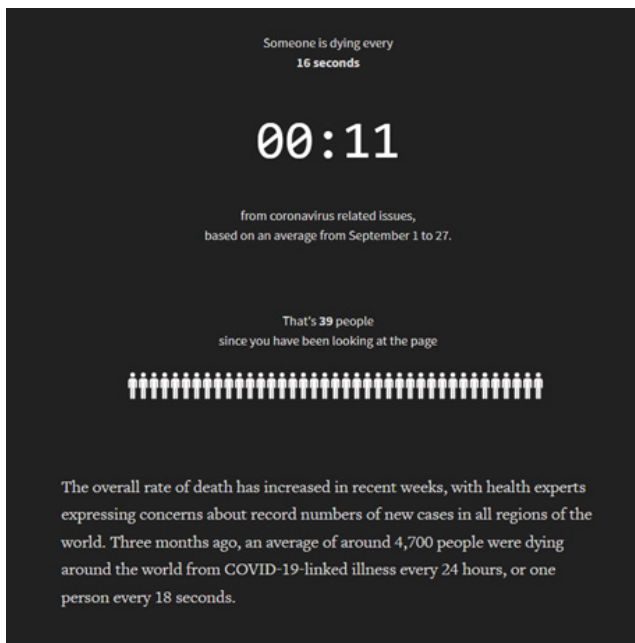 Someone is dying every
16 seconds
00:11
from coronavirus related issues,
based on an average from September 1 to 27.
That's 39 people
since you have been looking at the page
The overall rate of death has increased in recent weeks, with health experts
expressing concerns about record numbers of new cases in all regions of the
world. Three months ago, an average of around 4,700 people were dying
around the world from COVID-19-linked illness every 24 hours, or one
person every 18 seconds.